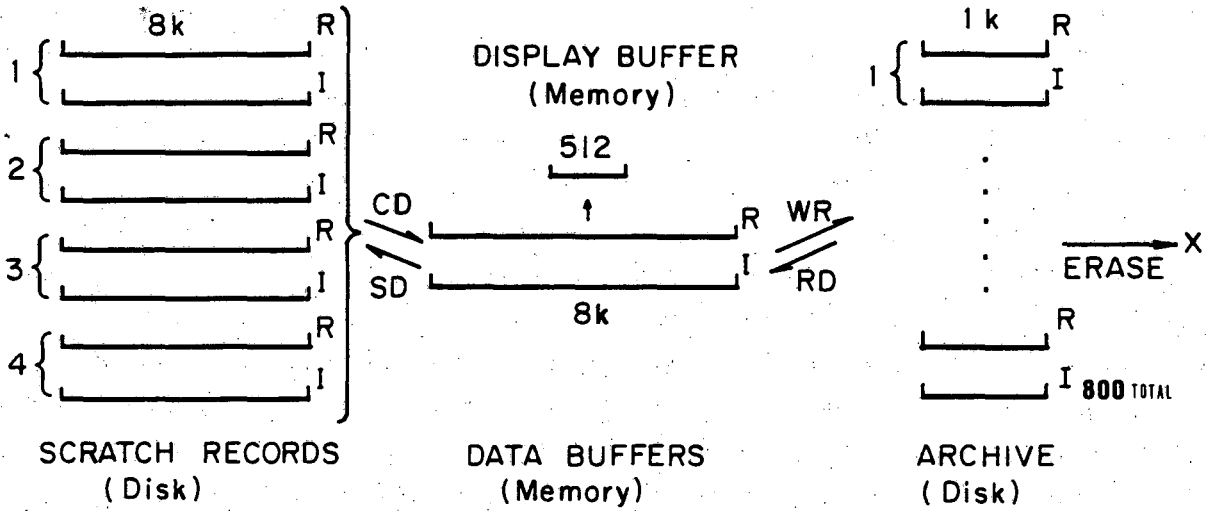 8k R
1 I
R
2 I
R
3 I
R
4 I
SCRATCH RECORDS
(Disk)
CD
SD
DISPLAY BUFFER
(Memory)
512
R
I
8k
DATA BUFFERS
(Memory)
WR
RD
1k R
1 I
R
I 800 TOTAL
ARCHIVE
(Disk)
ERASE X